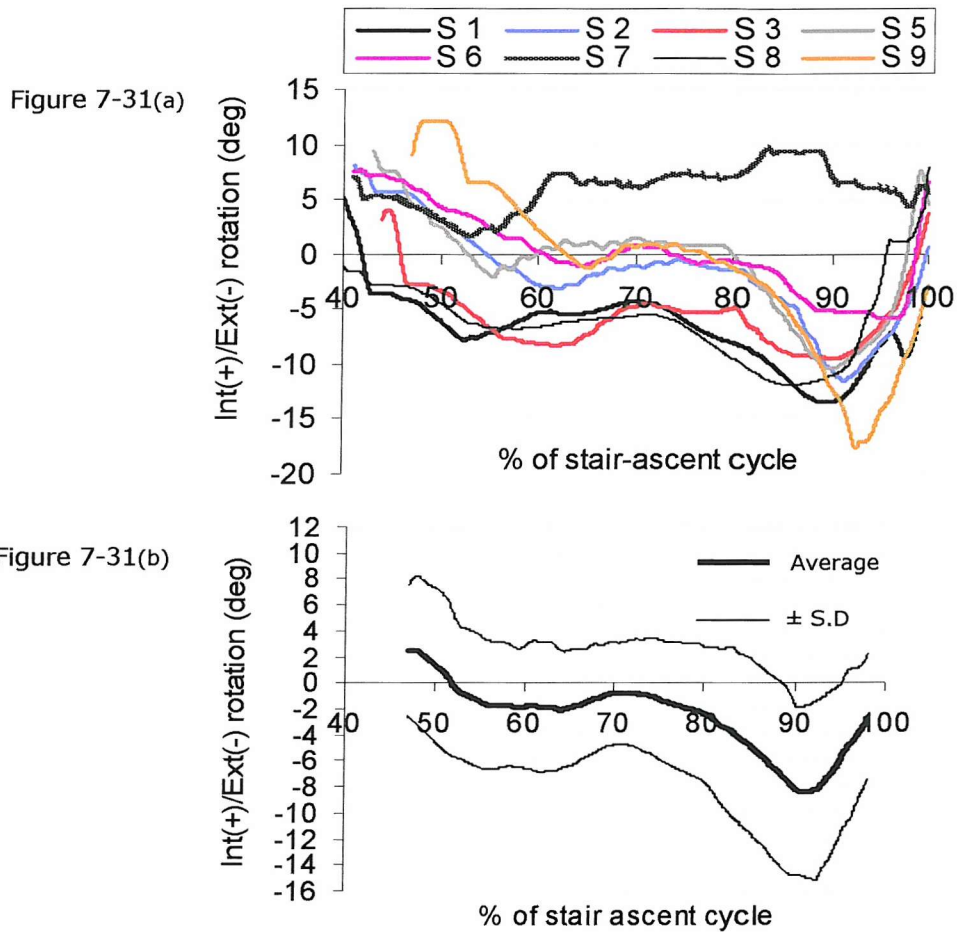 S 1 S 2 S 3 S 5
S 6 S 7 S 8 S 9
Figure 7-31(a)
Int(+)/Ext(-) rotation (deg)
15
10
5
0
-5
-10
-15
-20
40 50 60 70 80 90 100
% of stair-ascent cycle
Figure 7-31(b)
Int(+)/Ext(-) rotation (deg)
12
10
8
6
4
2
0
-2
-4
-6
-8
-10
-12
-14
-16
40 50 60 70 80 90 100
Average
± S.D
% of stair ascent cycle